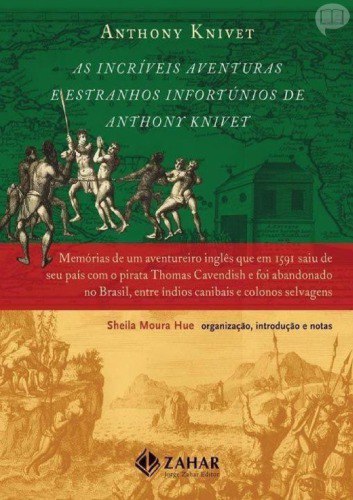 ANTHONY KNIVET
AS INCRÍVEIS AVENTURAS
E ESTRANHOS INFORTÚNIOS DE
ANTHONY KNIVET
Memórias de um aventureiro inglês que em 1591 saiu de
seu país com o pirata Thomas Cavendish e foi abandonado
no Brasil, entre índios canibais e colonos selvagens
Sheila Moura Hue organização, introdução e notas
ZAHAR
Jorge Zahar Editor